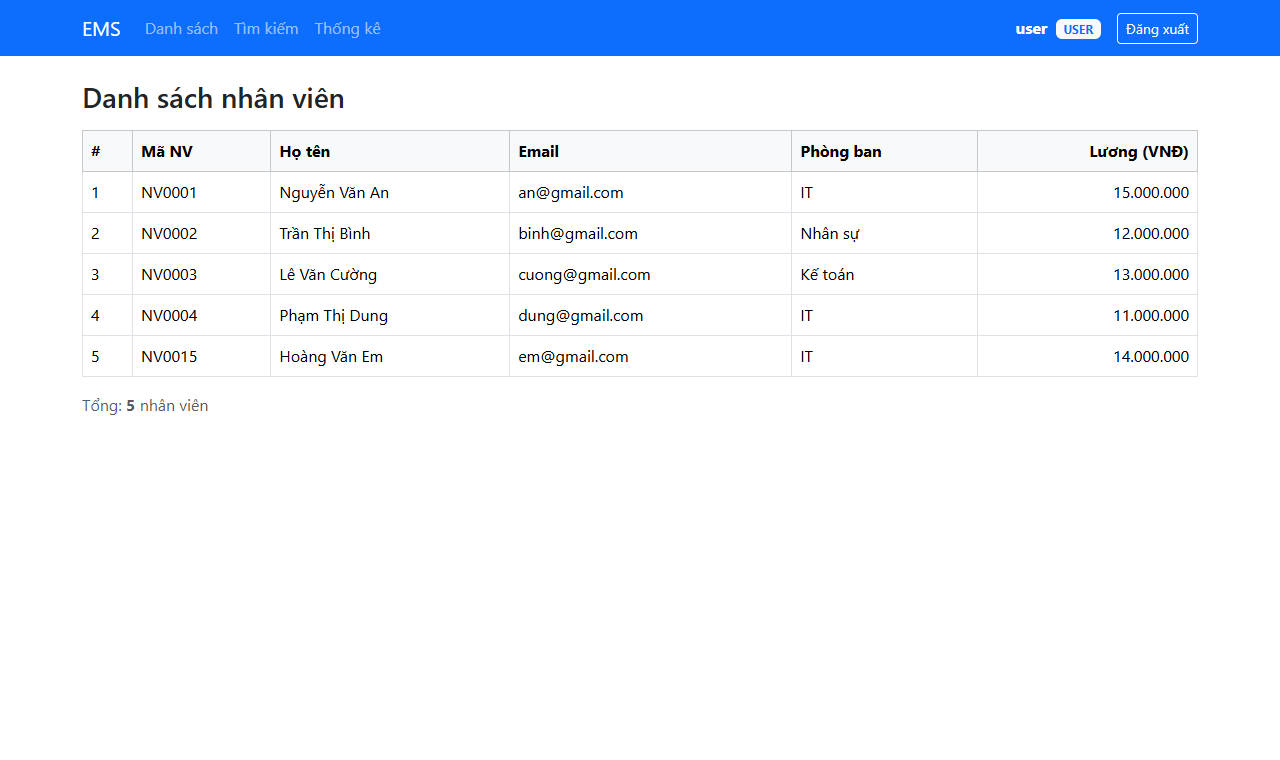 EMS Danh sách Tìm kiếm Thống kê user USER Đăng xuất
Danh sách nhân viên
# Mã NV Họ tên Email Phòng ban Lương (VNĐ)
1 NV0001 Nguyễn Văn An an@gmail.com IT 15.000.000
2 NV0002 Trần Thị Bình binh@gmail.com Nhân sự 12.000.000
3 NV0003 Lê Văn Cường cuong@gmail.com Kế toán 13.000.000
4 NV0004 Phạm Thị Dung dung@gmail.com IT 11.000.000
5 NV0015 Hoàng Văn Em em@gmail.com IT 14.000.000
Tổng: 5 nhân viên